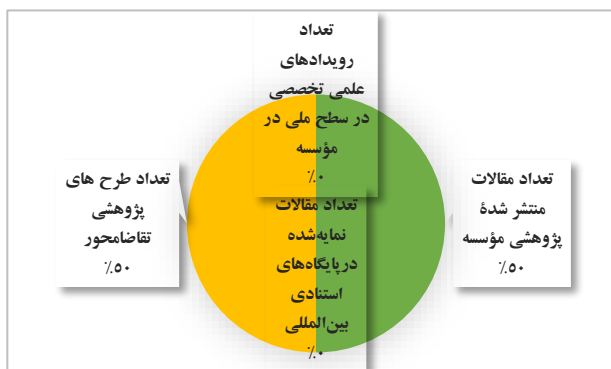 تعداد
رویدادهای
علمی تخصصی
در سطح ملی در
مؤسسه
٪۰
تعداد مقالات
منتشر شدۀ
پژوهشی مؤسسه
٪۵۰
تعداد مقالات
نمایه‌شده
درپایگاه‌های
استنادی
بین‌المللی
٪۰
تعداد طرح های
پژوهشی
تقاضامحور
٪۵۰